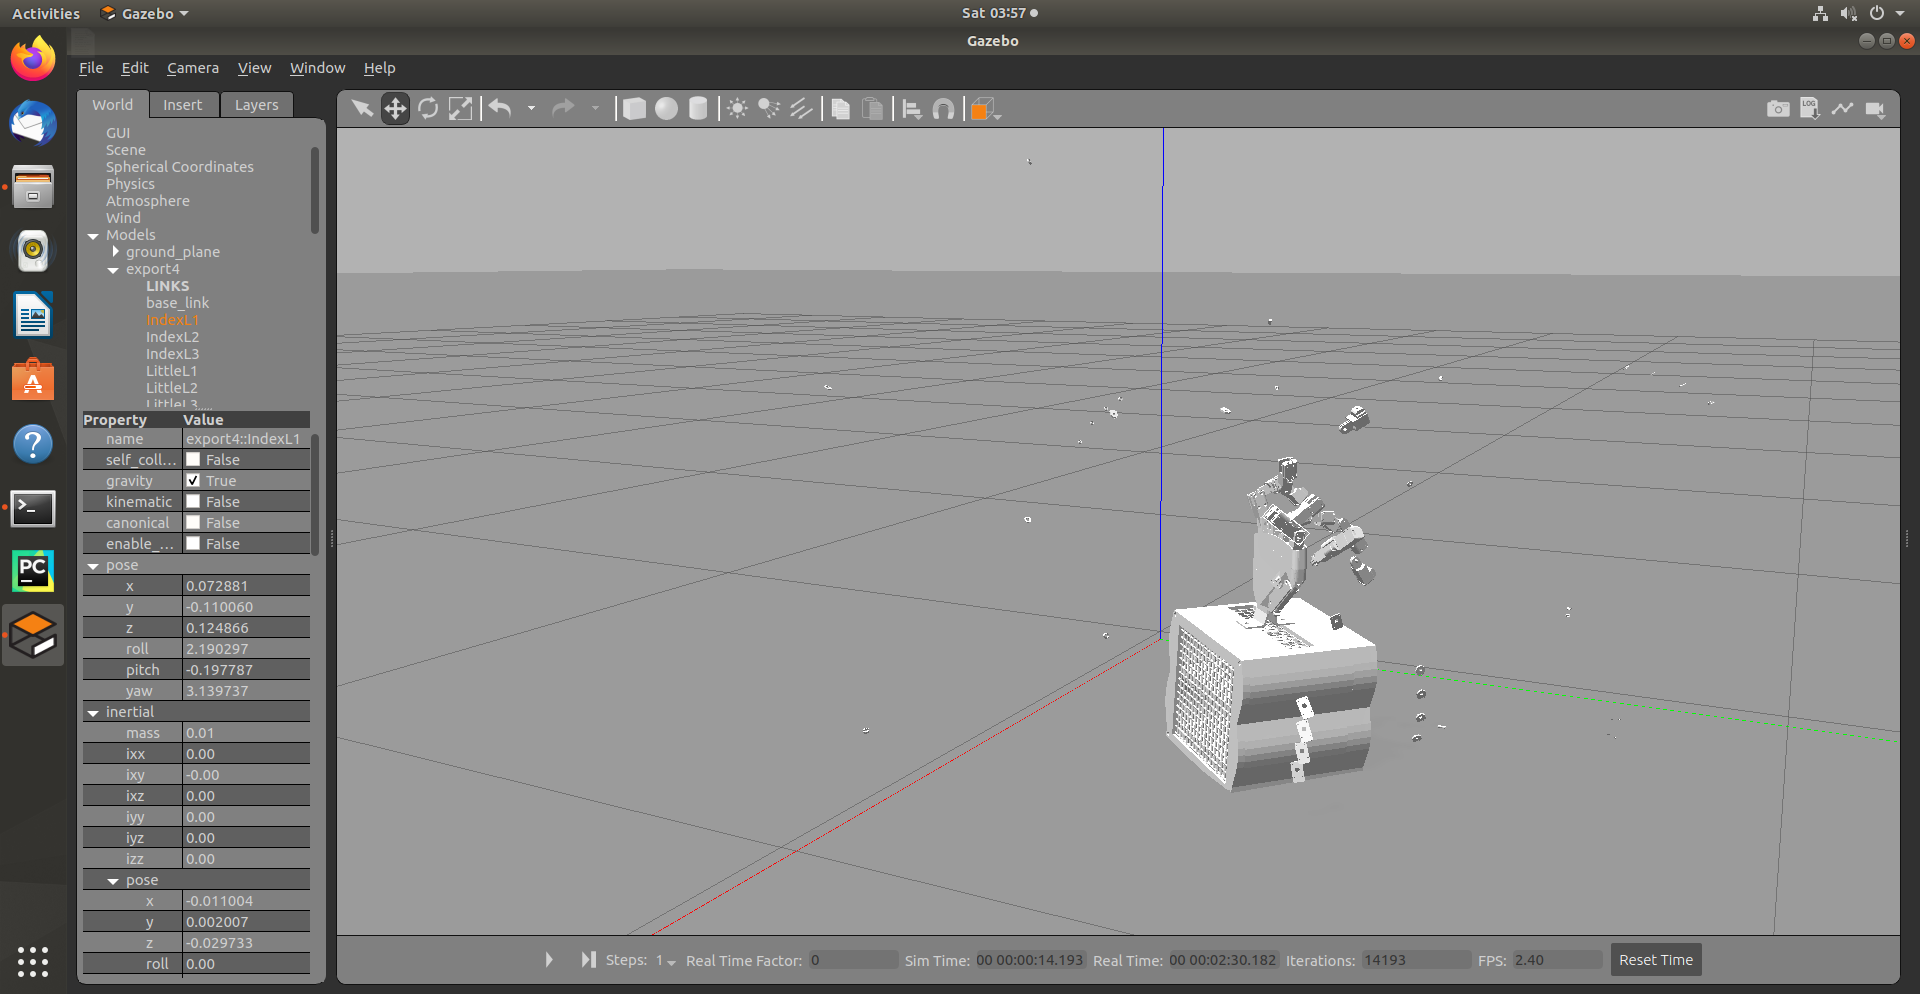 Activities Gazebo Sat 03:57
Gazebo
File Edit Camera View Window Help
World Insert Layers
GUI
Scene
Spherical Coordinates
Physics
Atmosphere
Wind
Models
ground_plane
export4
LINKS
base_link
IndexL1
IndexL2
IndexL3
LittleL1
LittleL2
LittleL3
Property Value
name export4::IndexL1
self_coll... False
gravity True
kinematic False
canonical False
enable_... False
pose
x 0.072881
y -0.110060
z 0.124866
roll 2.190297
pitch -0.197787
yaw 3.139737
inertial
mass 0.01
ixx 0.00
ixy -0.00
ixz 0.00
iyy 0.00
iyz 0.00
izz 0.00
pose
x -0.011004
y 0.002007
z -0.029733
roll 0.00
LOG
PC
Steps: 1 Real Time Factor: 0 Sim Time: 00 00:00:14.193 Real Time: 00 00:02:30.182 Iterations: 14193 FPS: 2.40 Reset Time